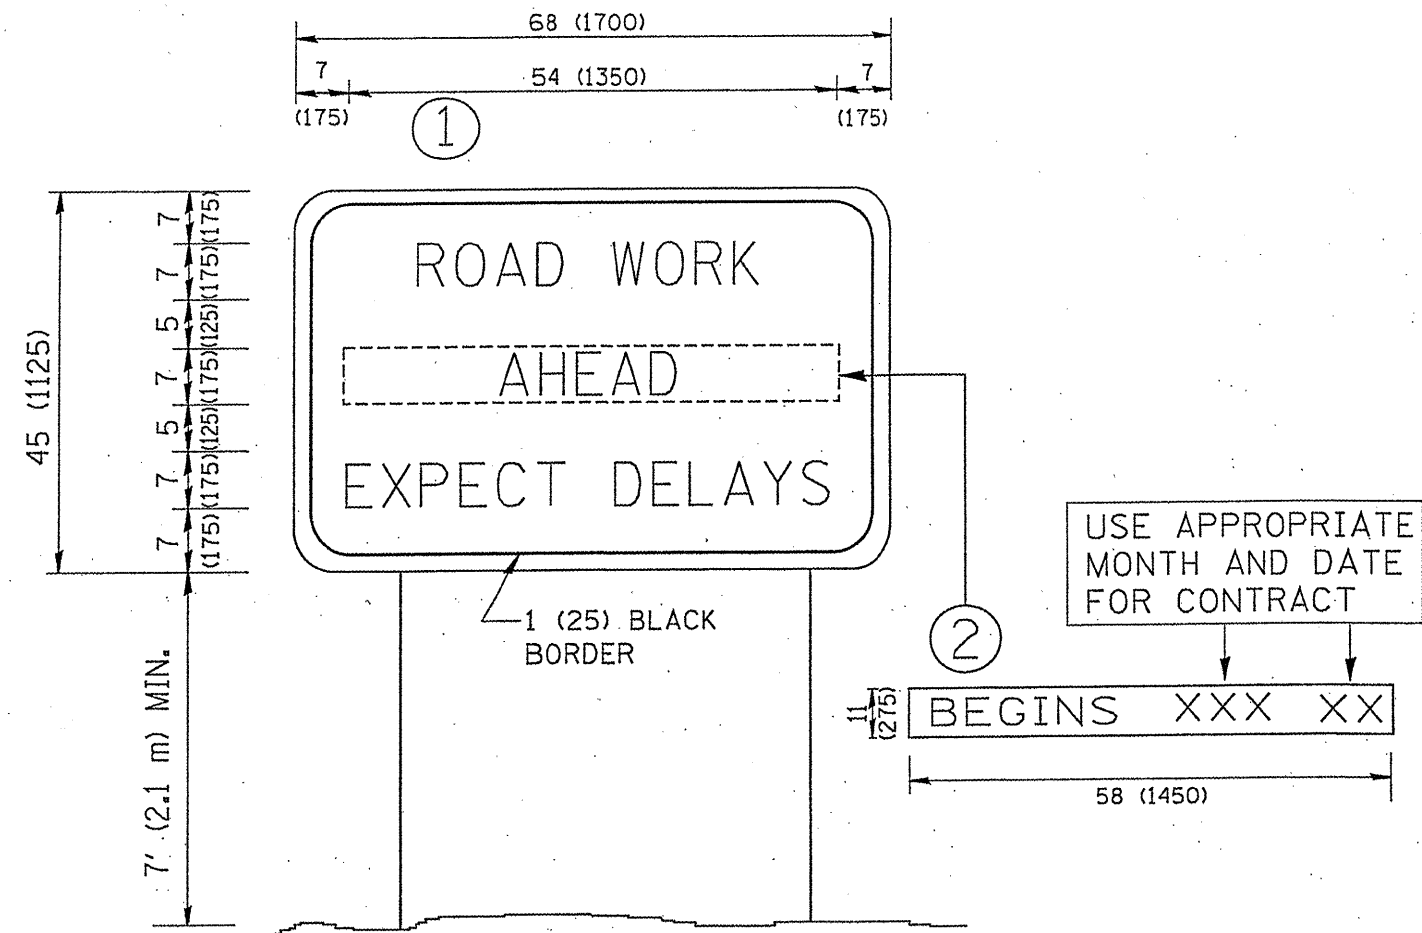 68 (1700)
7
54 (1350)
7
(175)
(175)
1
45 (1125)
7 (175)
7 (175)
5 (125)
7 (175)
5 (125)
7 (175)
7 (175)
ROAD WORK
AHEAD
EXPECT DELAYS
1 (25) BLACK
BORDER
7' (2.1 m) MIN.
USE APPROPRIATE
MONTH AND DATE
FOR CONTRACT
2
11
(275)
BEGINS XXX XX
58 (1450)